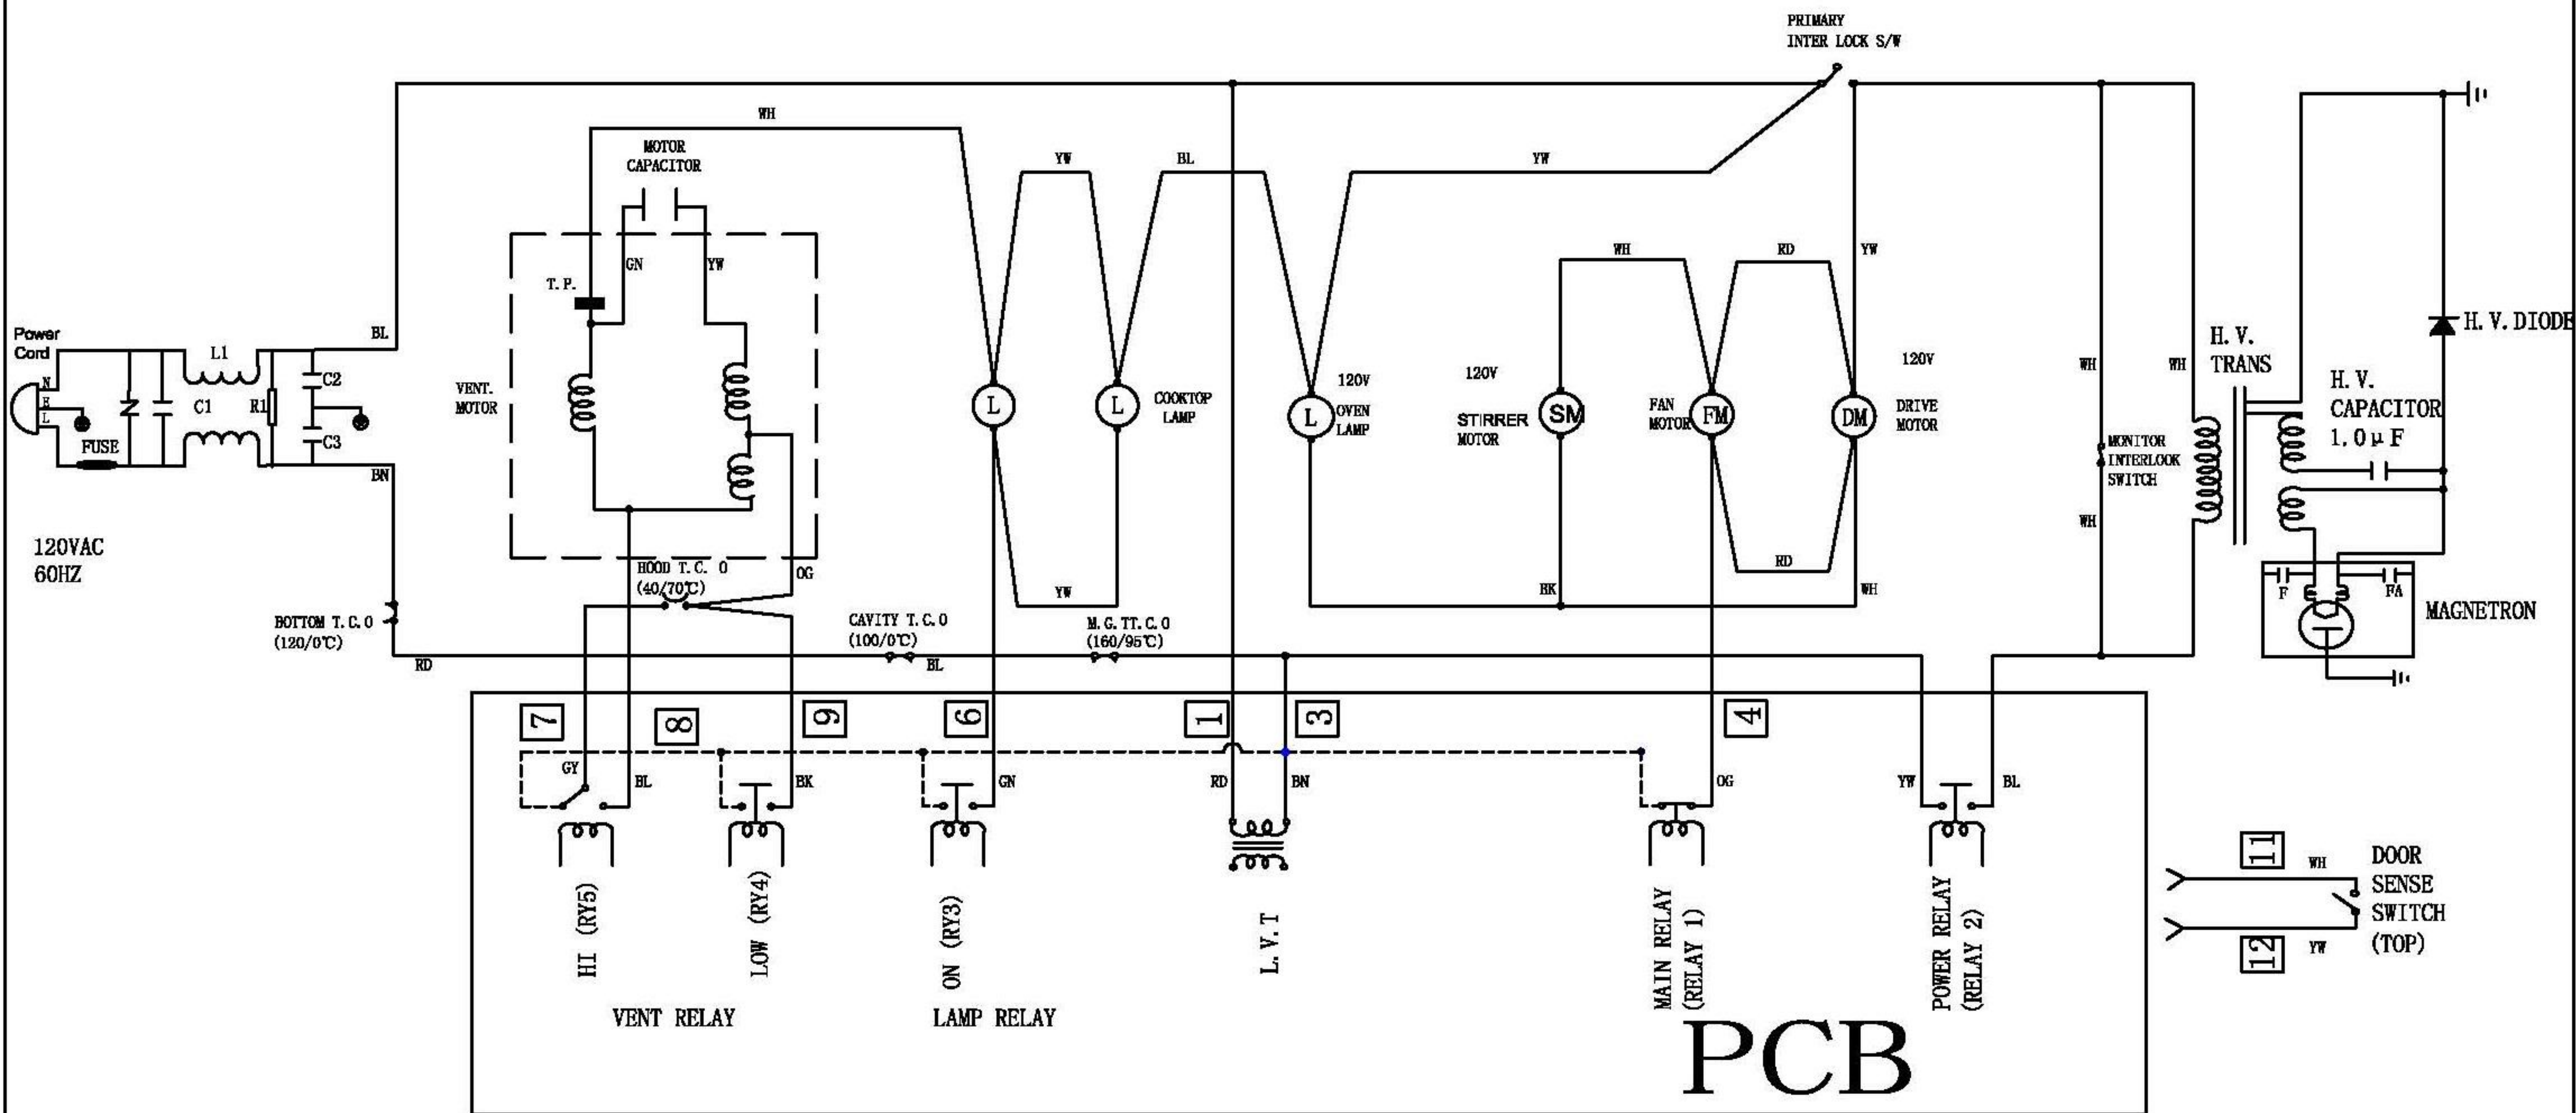 PRIMARY
INTER LOCK S/W
WH
MOTOR
CAPACITOR
YW
BL
YW
GN
YW
T.P.
WH
RD
YW
Power
Cord
BL
L1
N
E
L
C1
R1
C2
C3
FUSE
BN
120VAC
60HZ
VENT.
MOTOR
L
L
COOKTOP
LAMP
120V
L
OVEN
LAMP
120V
STIRRER
MOTOR
SM
FAN
MOTOR
FM
120V
DM
DRIVE
MOTOR
WH
WH
MONITOR
INTERLOOK
SWITCH
WH
H.V.
TRANS
H.V.
CAPACITOR
1.0μF
H.V.DIODE
F
FA
MAGNETRON
HOOD T.C. O
(40/70℃)
OG
YW
RD
BK
WH
BOTTOM T.C.O
(120/0℃)
RD
CAVITY T.C.O
(100/0℃)
BL
M.G.TT.C.O
(160/95℃)
7
8
9
6
1
3
4
GY
BL
BK
GN
RD
BN
OG
YW
BL
HI (RY5)
LOW (RY4)
ON (RY3)
L.V.T
MAIN RELAY
(RELAY 1)
POWER RELAY
(RELAY 2)
VENT RELAY
LAMP RELAY
PCB
11
WH
12
YW
DOOR
SENSE
SWITCH
(TOP)